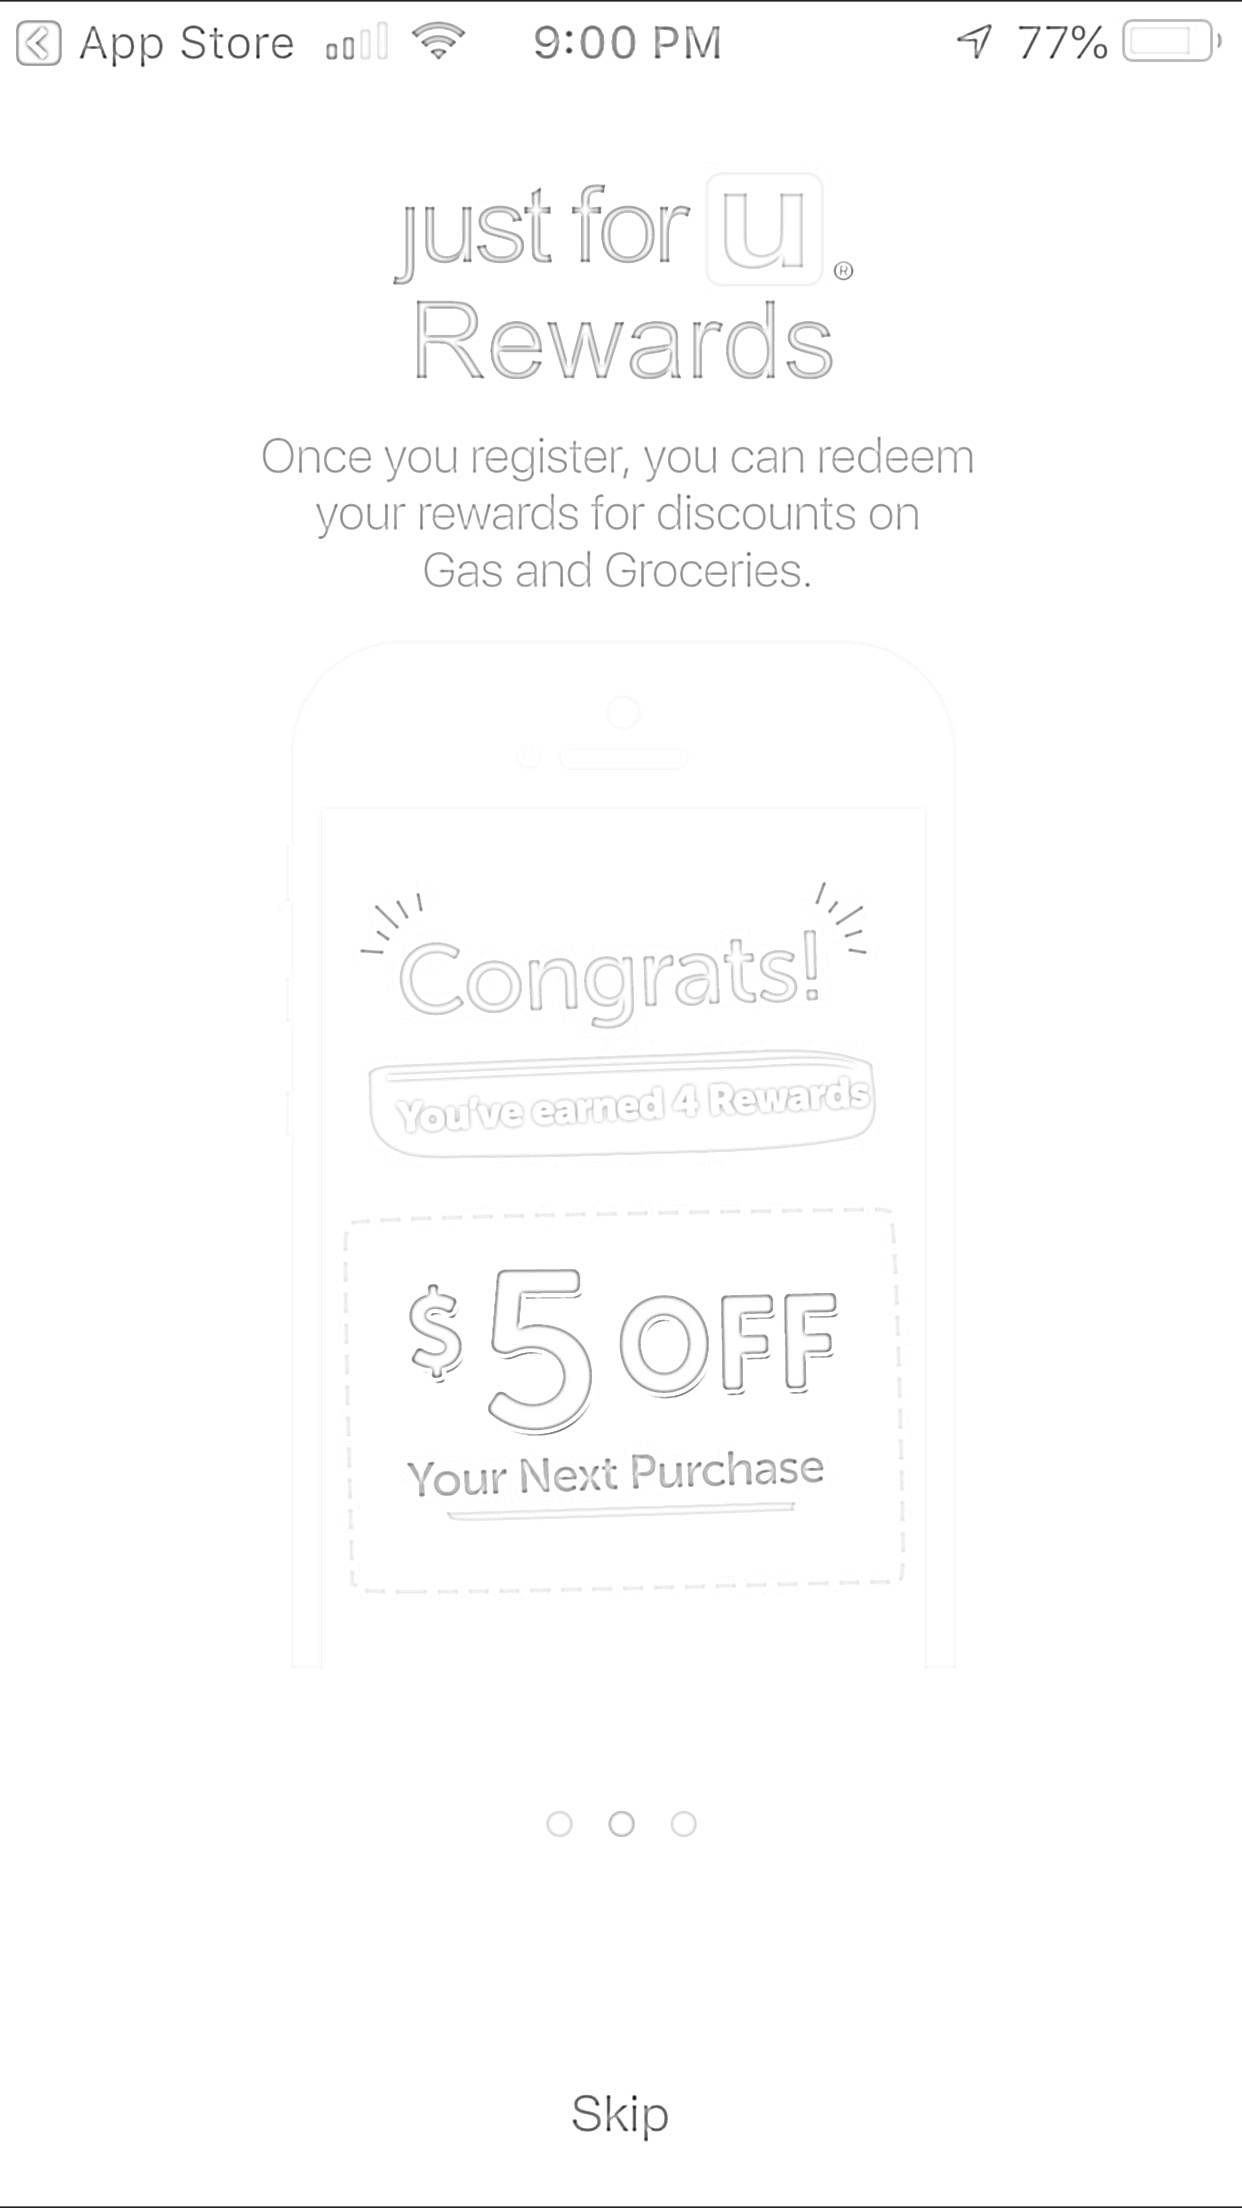 App Store 9:00 PM 77%
just for u ®
Rewards
Once you register, you can redeem
your rewards for discounts on
Gas and Groceries.
Congrats!
You've earned 4 Rewards
$5 OFF
Your Next Purchase
Skip